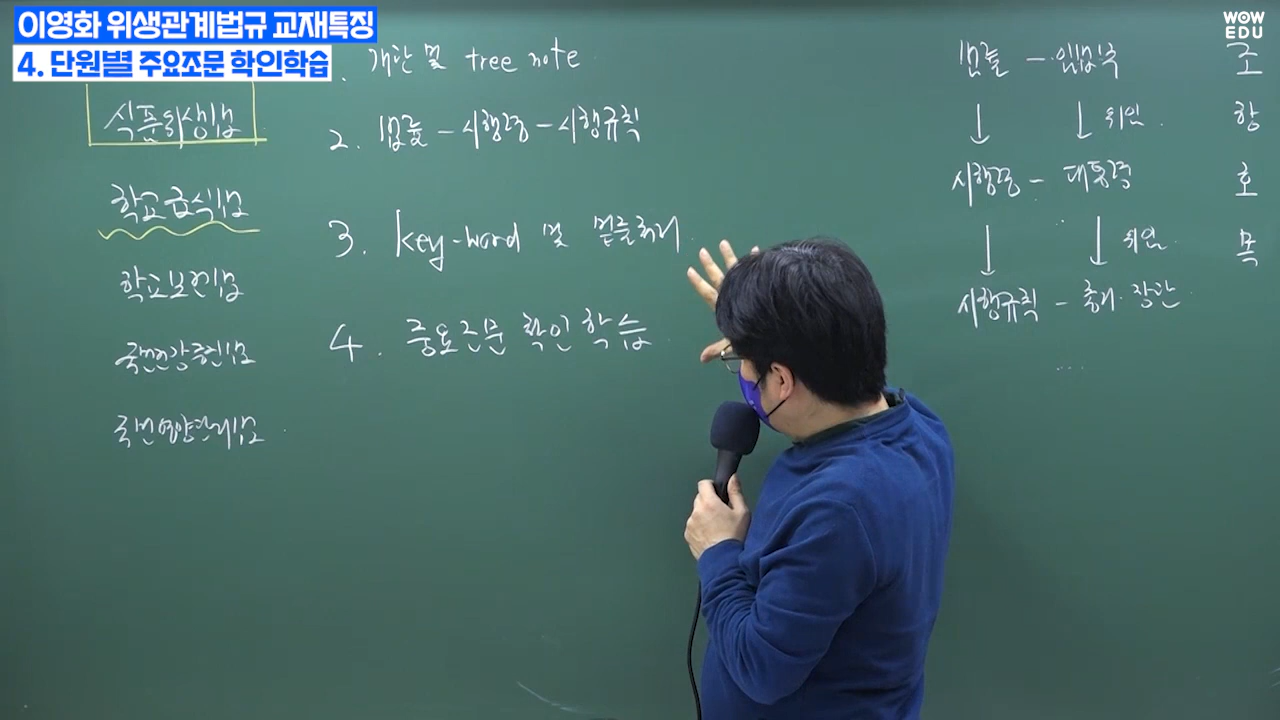 이영화 위생관계법규 교재특징
4. 단원별 주요조문 학인학습
WOW
EDU
식품위생법
학교급식법
학교보건법
국민건강증진법
국민영양관리법
1. 개관 및 tree note
2. 법률 - 시행령 - 시행규칙
3. key-word 및 밑줄처리
4. 중요조문 확인학습
법률 - 입법부
↓ ↓ 위임
시행령 - 대통령
↓ ↓ 위임
시행규칙 - 총리·장관
...
조
항
호
목